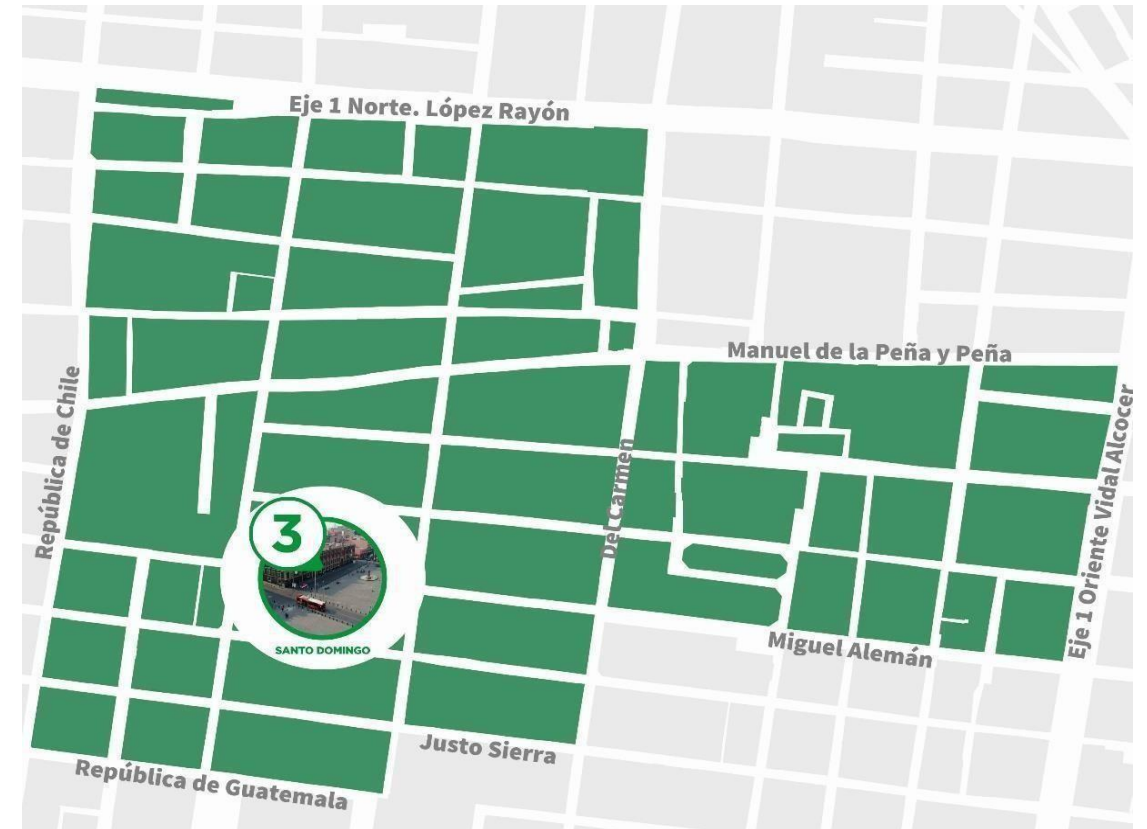 Eje 1 Norte. López Rayón
Manuel de la Peña y Peña
República de Chile
Del Carmen
Eje 1 Oriente Vidal Alcocer
3
SANTO DOMINGO
Miguel Alemán
Justo Sierra
República de Guatemala